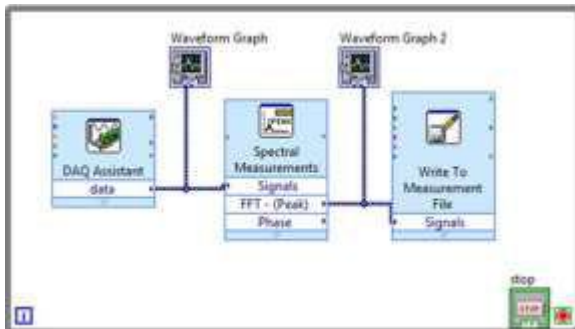 Waveform Graph
Waveform Graph 2
DAQ Assistant
data
Spectral
Measurements
Signals
FFT - (Peak)
Phase
Write To
Measurement
File
Signals
stop
STOP
i